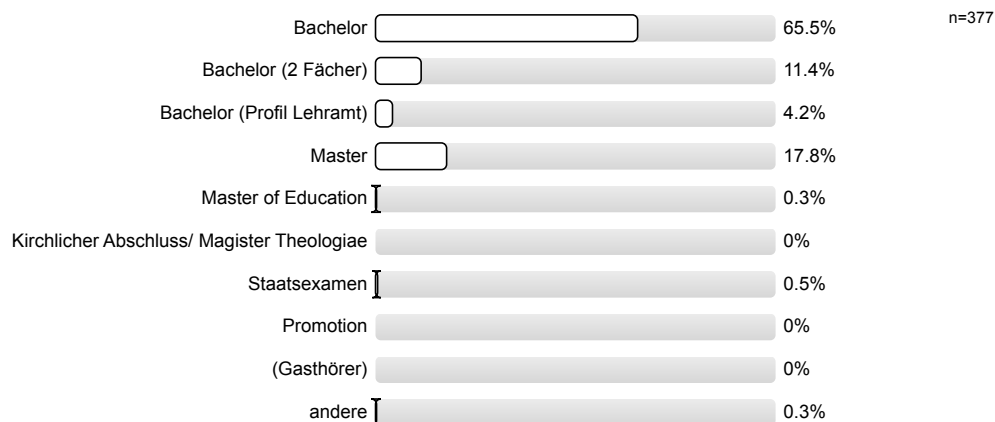 n=377
Bachelor 65.5%
Bachelor (2 Fächer) 11.4%
Bachelor (Profil Lehramt) 4.2%
Master 17.8%
Master of Education 0.3%
Kirchlicher Abschluss/ Magister Theologiae 0%
Staatsexamen 0.5%
Promotion 0%
(Gasthörer) 0%
andere 0.3%